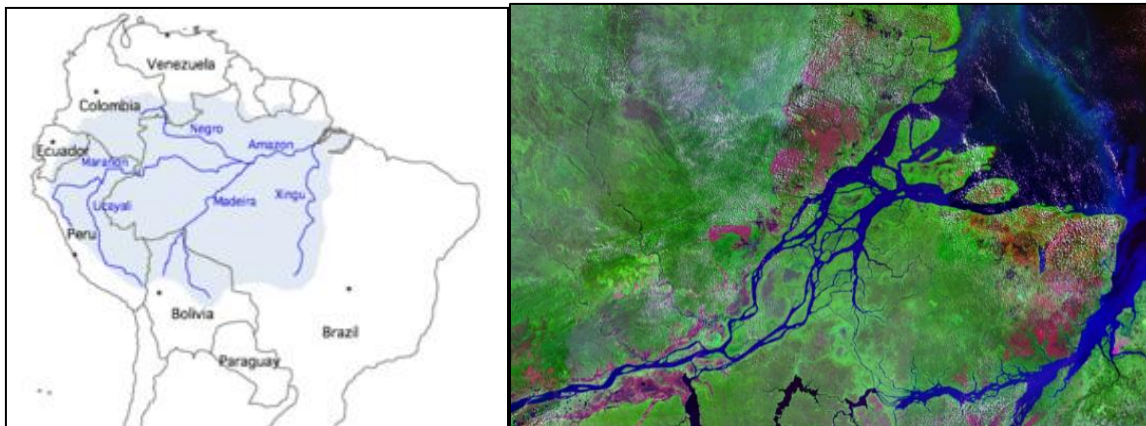 Venezuela
Colombia
Negro
Ecuador
Amazon
Marañon
Ucayali
Madeira
Xingu
Peru
Bolivia
Brazil
Paraguay